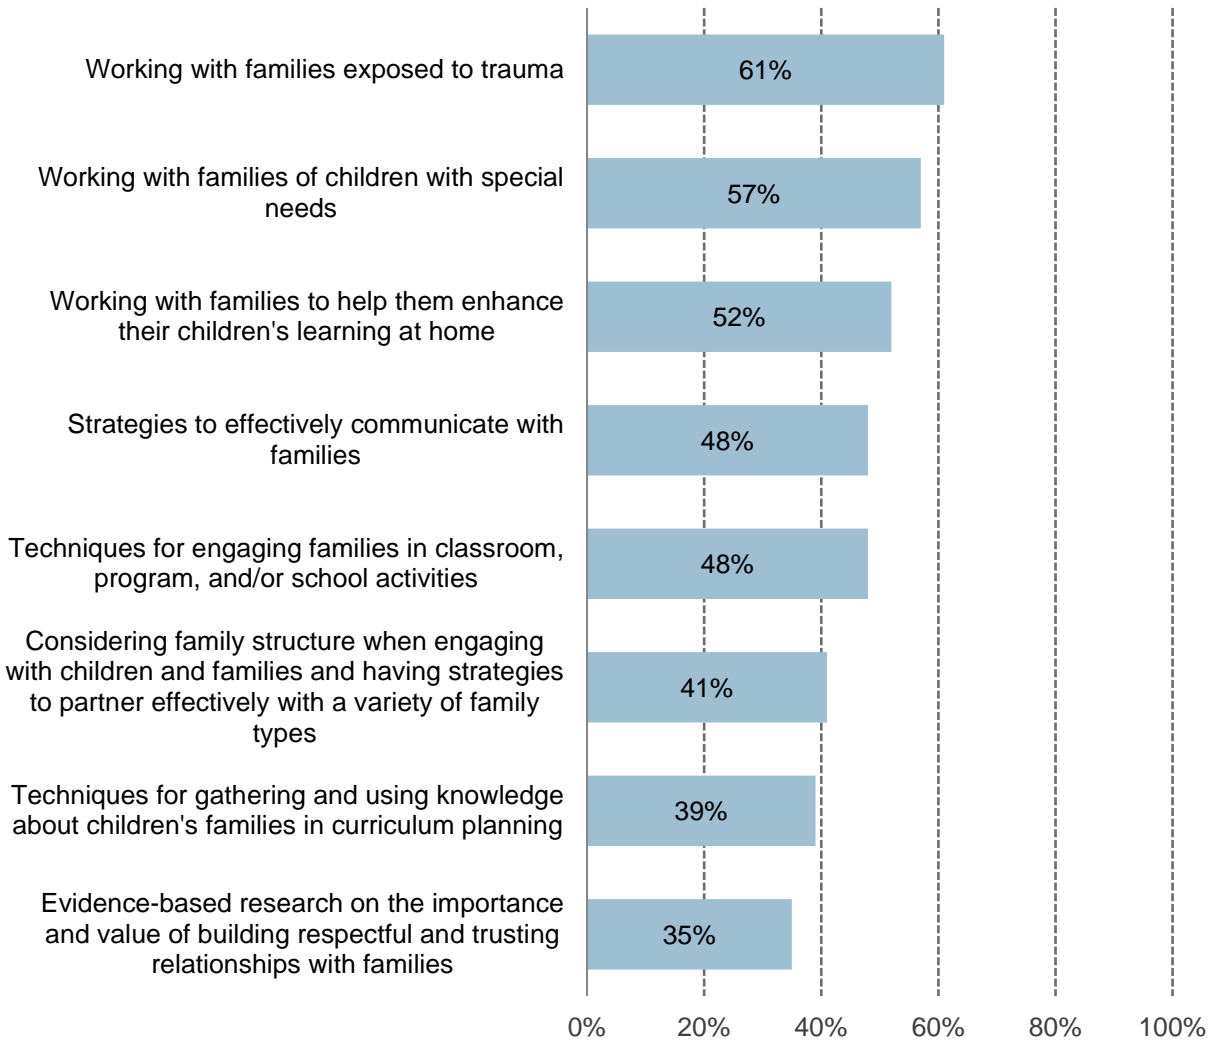 Working with families exposed to trauma
61%
Working with families of children with special
needs
57%
Working with families to help them enhance
their children's learning at home
52%
Strategies to effectively communicate with
families
48%
Techniques for engaging families in classroom,
program, and/or school activities
48%
Considering family structure when engaging
with children and families and having strategies
to partner effectively with a variety of family
types
41%
Techniques for gathering and using knowledge
about children's families in curriculum planning
39%
Evidence-based research on the importance
and value of building respectful and trusting
relationships with families
35%
0% 20% 40% 60% 80% 100%